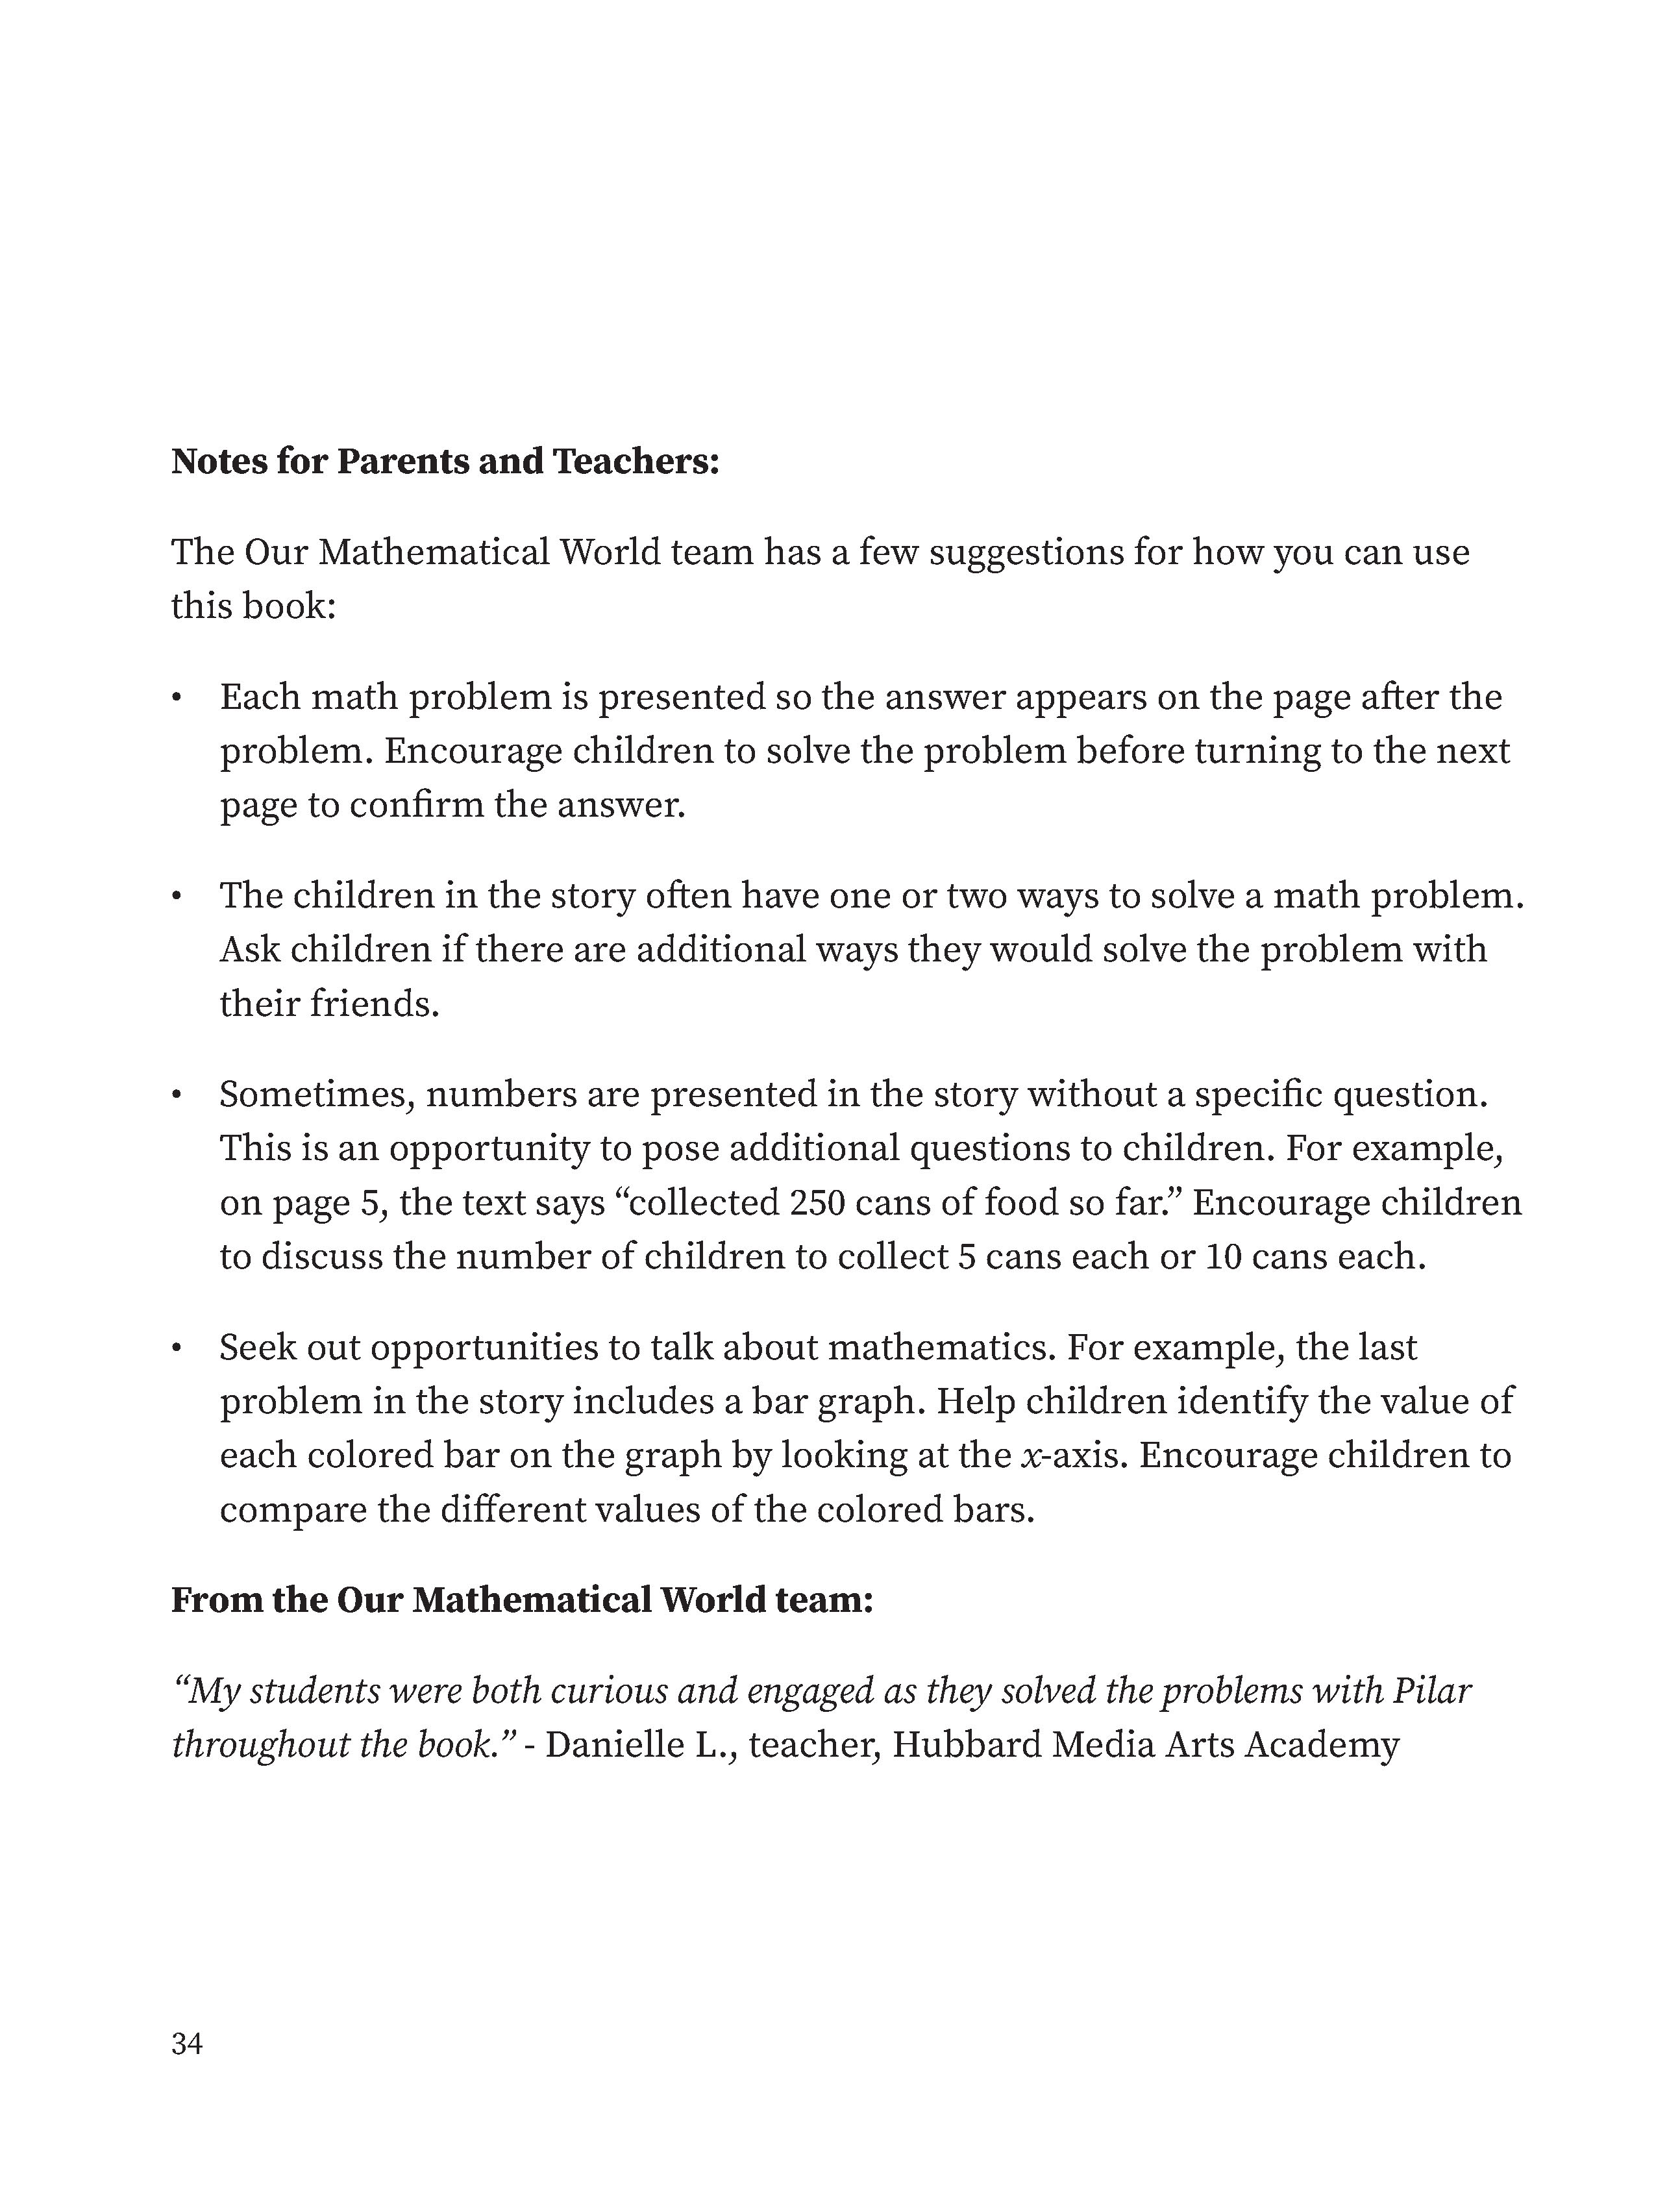 Notes for Parents and Teachers:
The Our Mathematical World team has a few suggestions for how you can use
this book:
• Each math problem is presented so the answer appears on the page after the
problem. Encourage children to solve the problem before turning to the next
page to confirm the answer.
• The children in the story often have one or two ways to solve a math problem.
Ask children if there are additional ways they would solve the problem with
their friends.
• Sometimes, numbers are presented in the story without a specific question.
This is an opportunity to pose additional questions to children. For example,
on page 5, the text says “collected 250 cans of food so far.” Encourage children
to discuss the number of children to collect 5 cans each or 10 cans each.
• Seek out opportunities to talk about mathematics. For example, the last
problem in the story includes a bar graph. Help children identify the value of
each colored bar on the graph by looking at the x-axis. Encourage children to
compare the different values of the colored bars.
From the Our Mathematical World team:
“My students were both curious and engaged as they solved the problems with Pilar
throughout the book.” - Danielle L., teacher, Hubbard Media Arts Academy
34